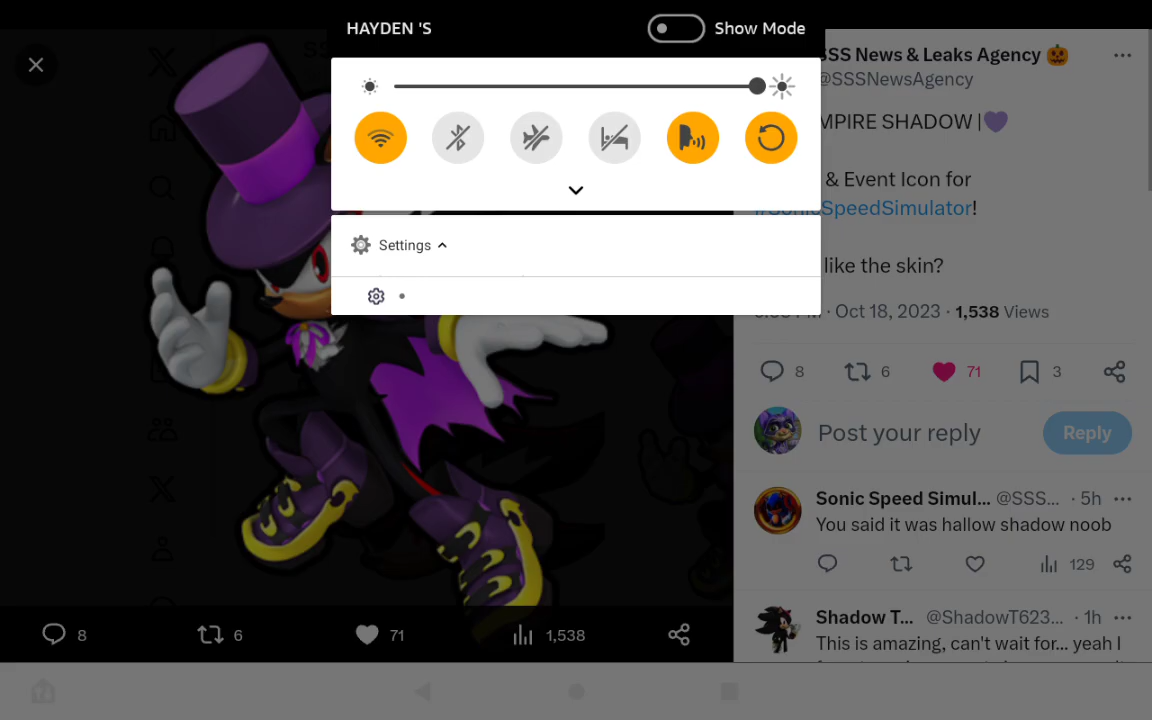 HAYDEN 'S
Show Mode
Settings
SSS News & Leaks Agency 🎃
@SSSNewsAgency
MPIRE SHADOW | 💜
& Event Icon for
SpeedSimulator!
like the skin?
Oct 18, 2023 · 1,538 Views
8
6
71
3
Post your reply
Reply
Sonic Speed Simul... @SSS... · 5h
You said it was hallow shadow noob
129
Shadow T... @ShadowT623... · 1h
This is amazing, can't wait for... yeah I
8
6
71
1,538